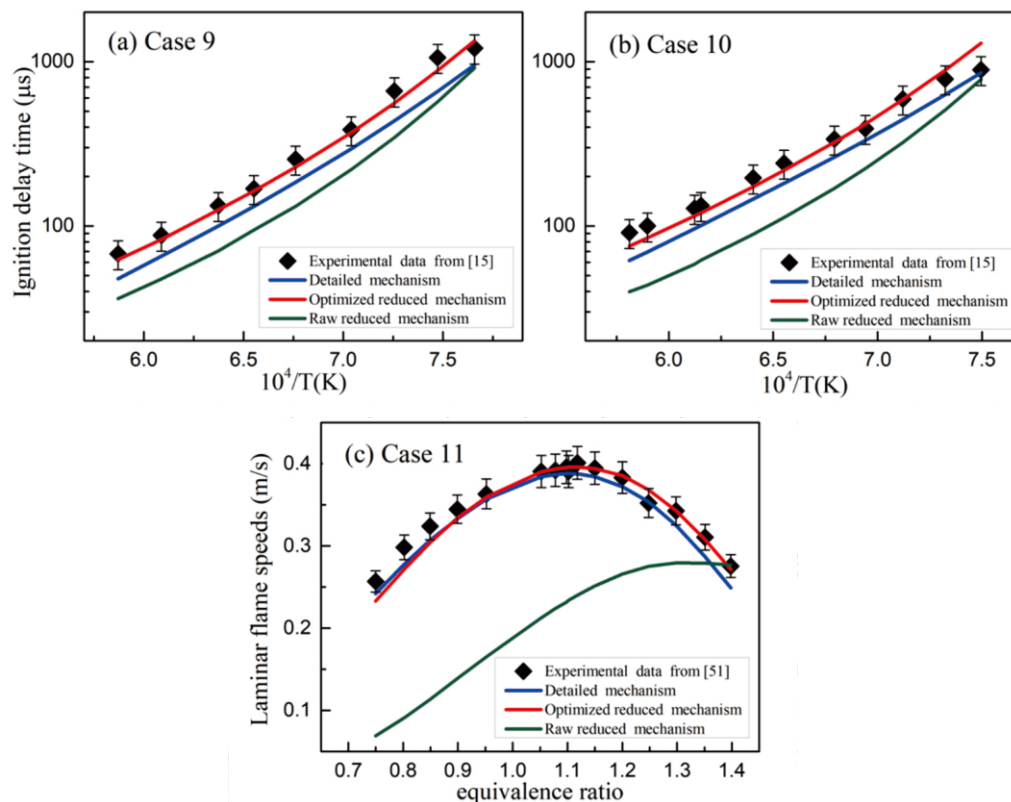 (a) Case 9
1000
100
Ignition delay time (μs)
Experimental data from [15]
Detailed mechanism
Optimized reduced mechanism
Raw reduced mechanism
6.0 6.5 7.0 7.5
10⁴/T(K)
(b) Case 10
1000
100
Experimental data from [15]
Detailed mechanism
Optimized reduced mechanism
Raw reduced mechanism
6.0 6.5 7.0 7.5
10⁴/T(K)
(c) Case 11
0.4
0.3
0.2
0.1
Laminar flame speeds (m/s)
Experimental data from [51]
Detailed mechanism
Optimized reduced mechanism
Raw reduced mechanism
0.7 0.8 0.9 1.0 1.1 1.2 1.3 1.4
equivalence ratio